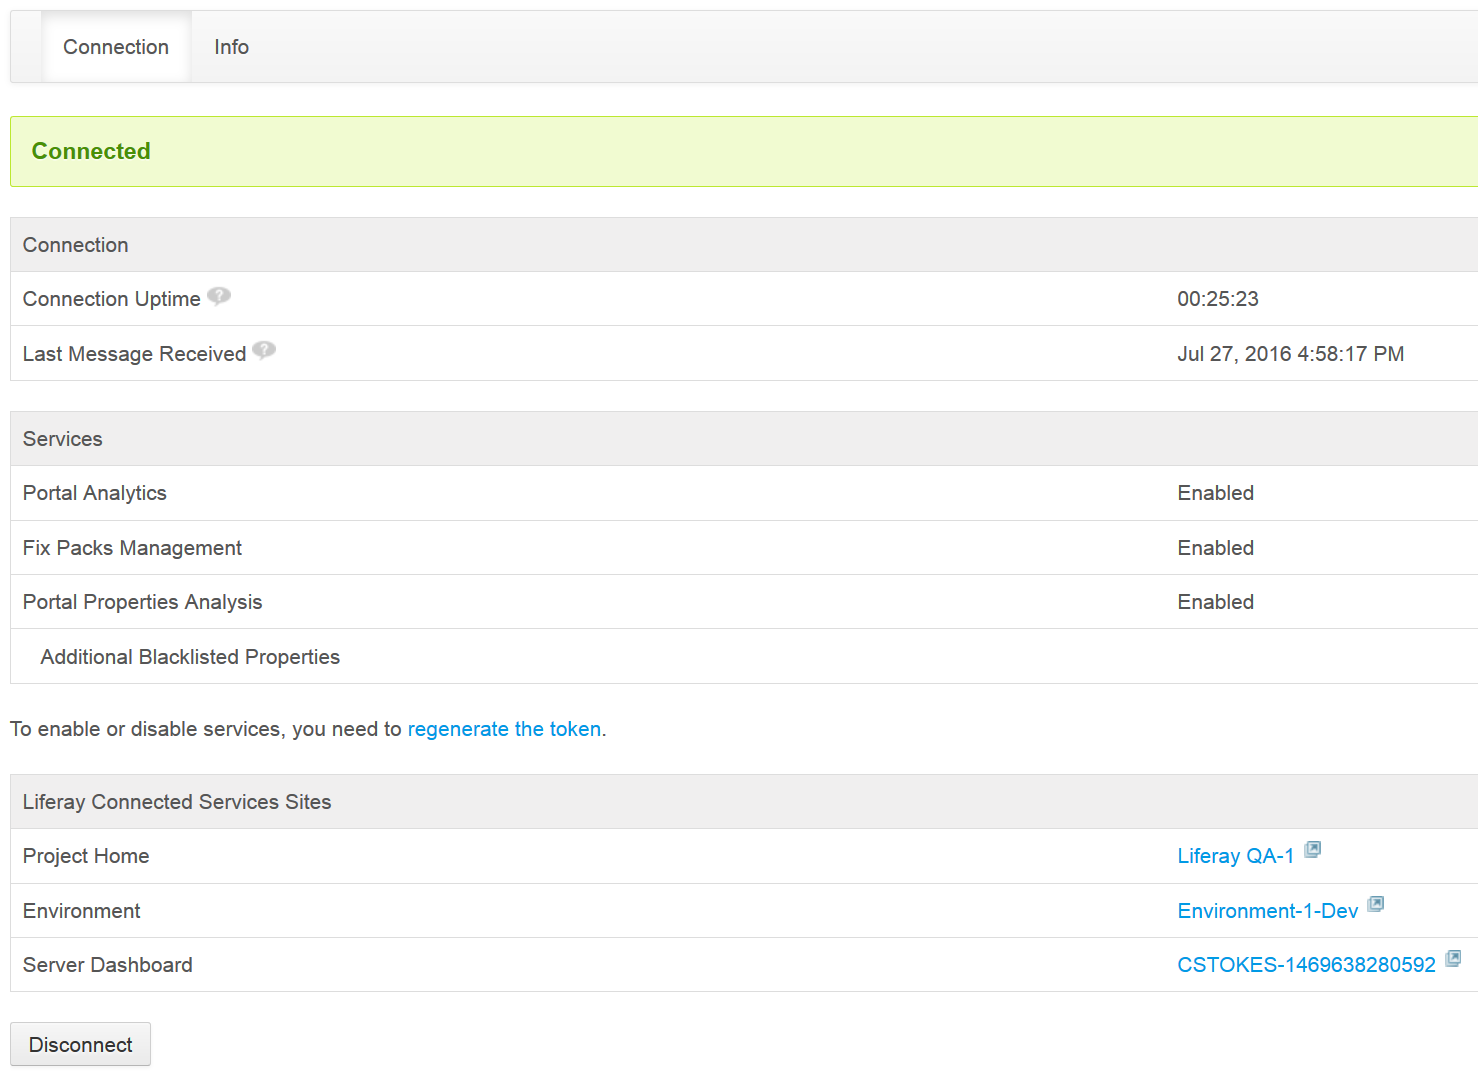 Connection Info
Connected
Connection
Connection Uptime ? 00:25:23
Last Message Received ? Jul 27, 2016 4:58:17 PM
Services
Portal Analytics Enabled
Fix Packs Management Enabled
Portal Properties Analysis Enabled
Additional Blacklisted Properties
To enable or disable services, you need to regenerate the token.
Liferay Connected Services Sites
Project Home Liferay QA-1
Environment Environment-1-Dev
Server Dashboard CSTOKES-1469638280592
Disconnect